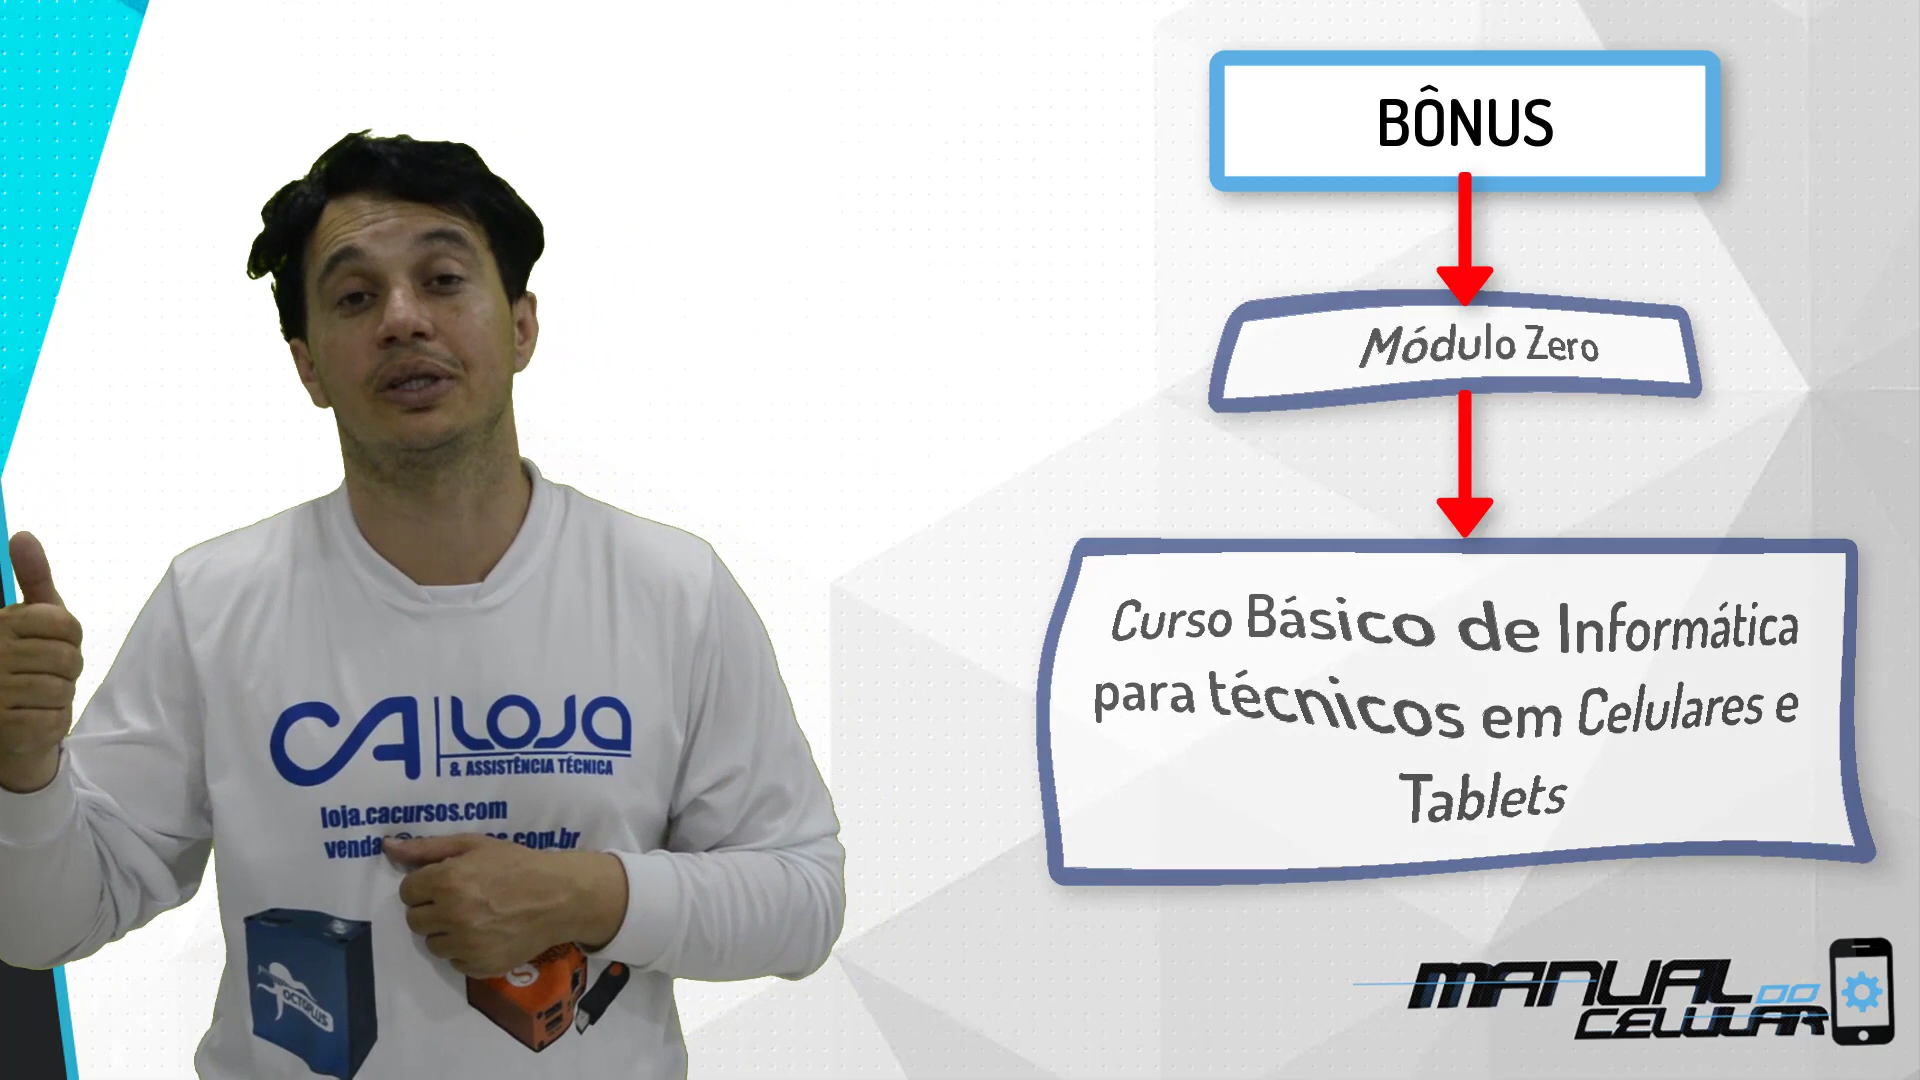 BÔNUS
Módulo Zero
Curso Básico de Informática
para técnicos em Celulares e
Tablets
CA LOJA
& ASSISTÊNCIA TÉCNICA
loja.cacursos.com
OCTOPLUS
S
MANUAL DO
CELULAR